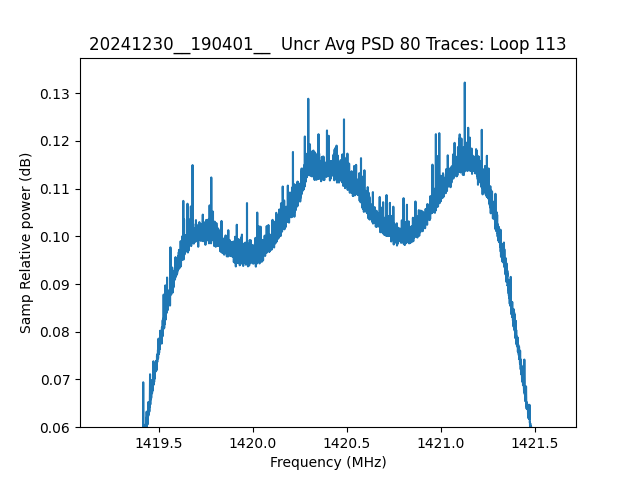 20241230__190401__  Uncr Avg PSD 80 Traces: Loop 113
Samp Relative power (dB)
0.13
0.12
0.11
0.10
0.09
0.08
0.07
0.06
1419.5 1420.0 1420.5 1421.0 1421.5
Frequency (MHz)